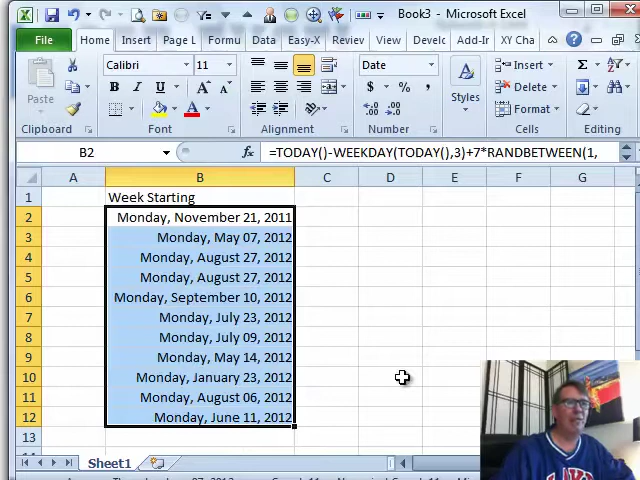 Book3 - Microsoft Excel
File Home Insert Page L Formu Data Easy-X Review View Develc Add-Ir XY Cha
Calibri 11 Date Insert
Paste B I U A A $ % , Styles Delete
Format
Clipboard Font Alignment Number Cells Editing
B2 fx =TODAY()-WEEKDAY(TODAY(),3)+7*RANDBETWEEN(1,
A B C D E F G
1 Week Starting
2 Monday, November 21, 2011
3 Monday, May 07, 2012
4 Monday, August 27, 2012
5 Monday, August 27, 2012
6 Monday, September 10, 2012
7 Monday, July 23, 2012
8 Monday, July 09, 2012
9 Monday, May 14, 2012
10 Monday, January 23, 2012
11 Monday, August 06, 2012
12 Monday, June 11, 2012
13
Sheet1